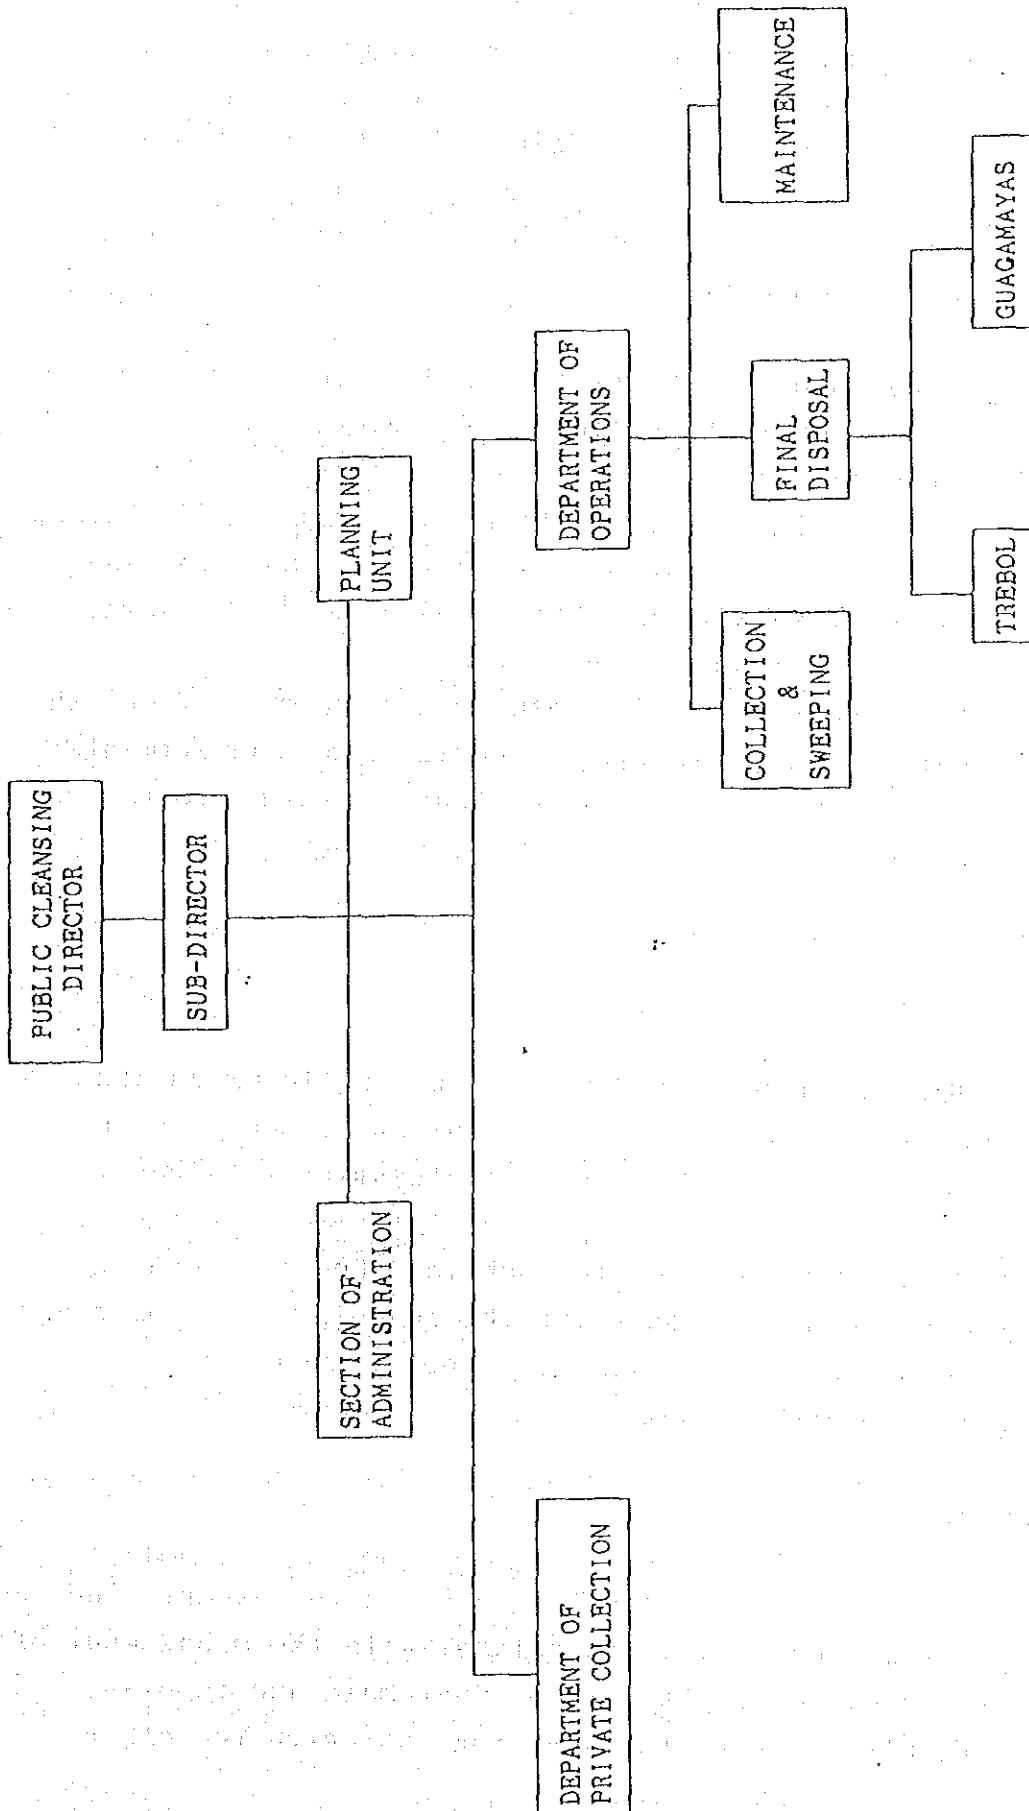 PUBLIC CLEANSING
DIRECTOR
SUB-DIRECTOR
SECTION OF
ADMINISTRATION
PLANNING
UNIT
DEPARTMENT OF
PRIVATE COLLECTION
DEPARTMENT OF
OPERATIONS
COLLECTION
&
SWEEPING
FINAL
DISPOSAL
MAINTENANCE
TREBOL
GUACAMAYAS